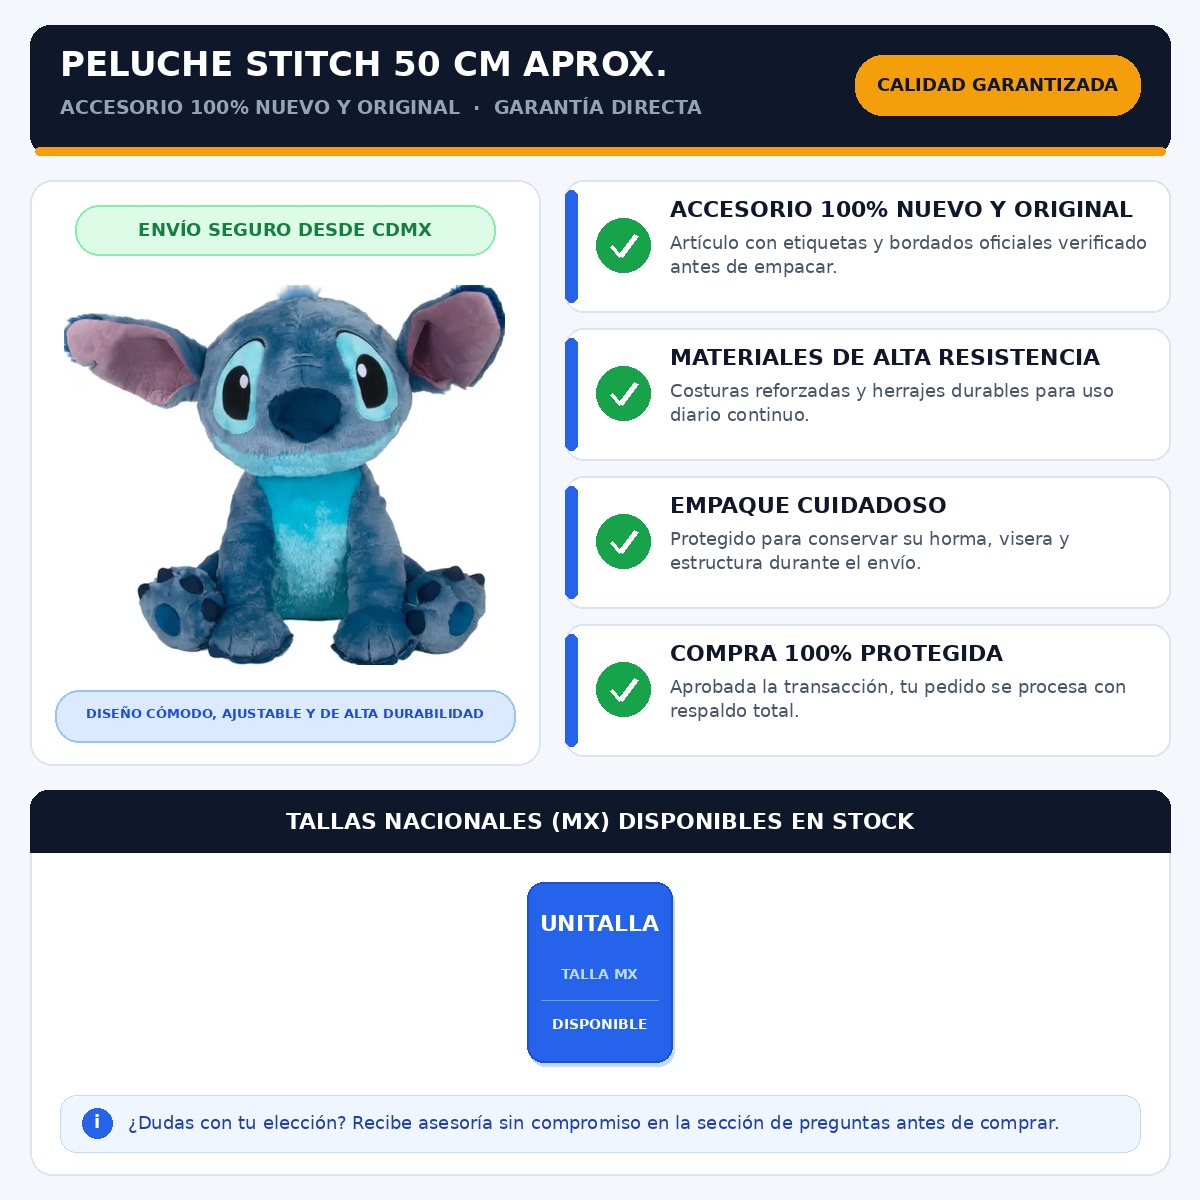 PELUCHE STITCH 50 CM APROX.
ACCESORIO 100% NUEVO Y ORIGINAL · GARANTÍA DIRECTA
CALIDAD GARANTIZADA
ENVÍO SEGURO DESDE CDMX
DISEÑO CÓMODO, AJUSTABLE Y DE ALTA DURABILIDAD
ACCESORIO 100% NUEVO Y ORIGINAL
Artículo con etiquetas y bordados oficiales verificado
antes de empacar.
MATERIALES DE ALTA RESISTENCIA
Costuras reforzadas y herrajes durables para uso
diario continuo.
EMPAQUE CUIDADOSO
Protegido para conservar su horma, visera y
estructura durante el envío.
COMPRA 100% PROTEGIDA
Aprobada la transacción, tu pedido se procesa con
respaldo total.
TALLAS NACIONALES (MX) DISPONIBLES EN STOCK
UNITALLA
TALLA MX
DISPONIBLE
i ¿Dudas con tu elección? Recibe asesoría sin compromiso en la sección de preguntas antes de comprar.